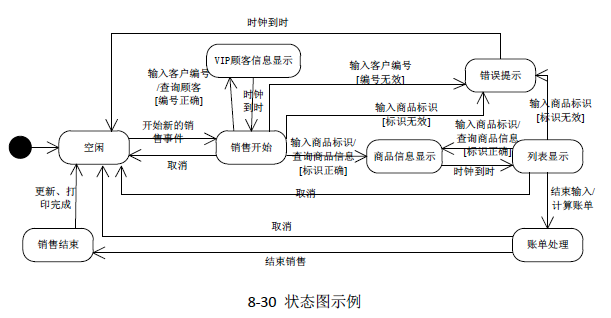 时钟到时
VIP顾客信息显示
输入客户编号
/查询顾客
[编号正确]
时钟
到时
输入客户编号
[编号无效]
错误提示
输入商品标识
[标识无效]
输入商品标识
[标识无效]
开始新的销
售事件
空闲
销售开始
取消
输入商品标识/
查询商品信息
[标识正确]
商品信息显示
输入商品标识/
查询商品信息
[标识正确]
时钟到时
列表显示
取消
更新、打
印完成
结束输入/
计算账单
取消
销售结束
账单处理
结束销售
8-30 状态图示例